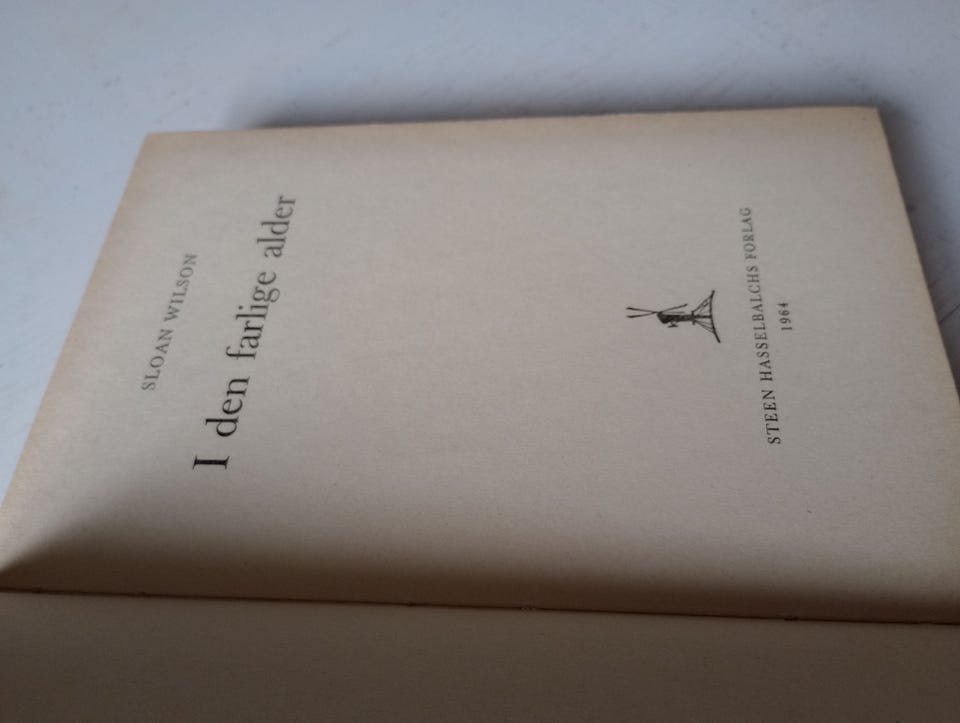 SLOAN WILSON
I den farlige alder
STEEN HASSELBALCHS FORLAG
1964